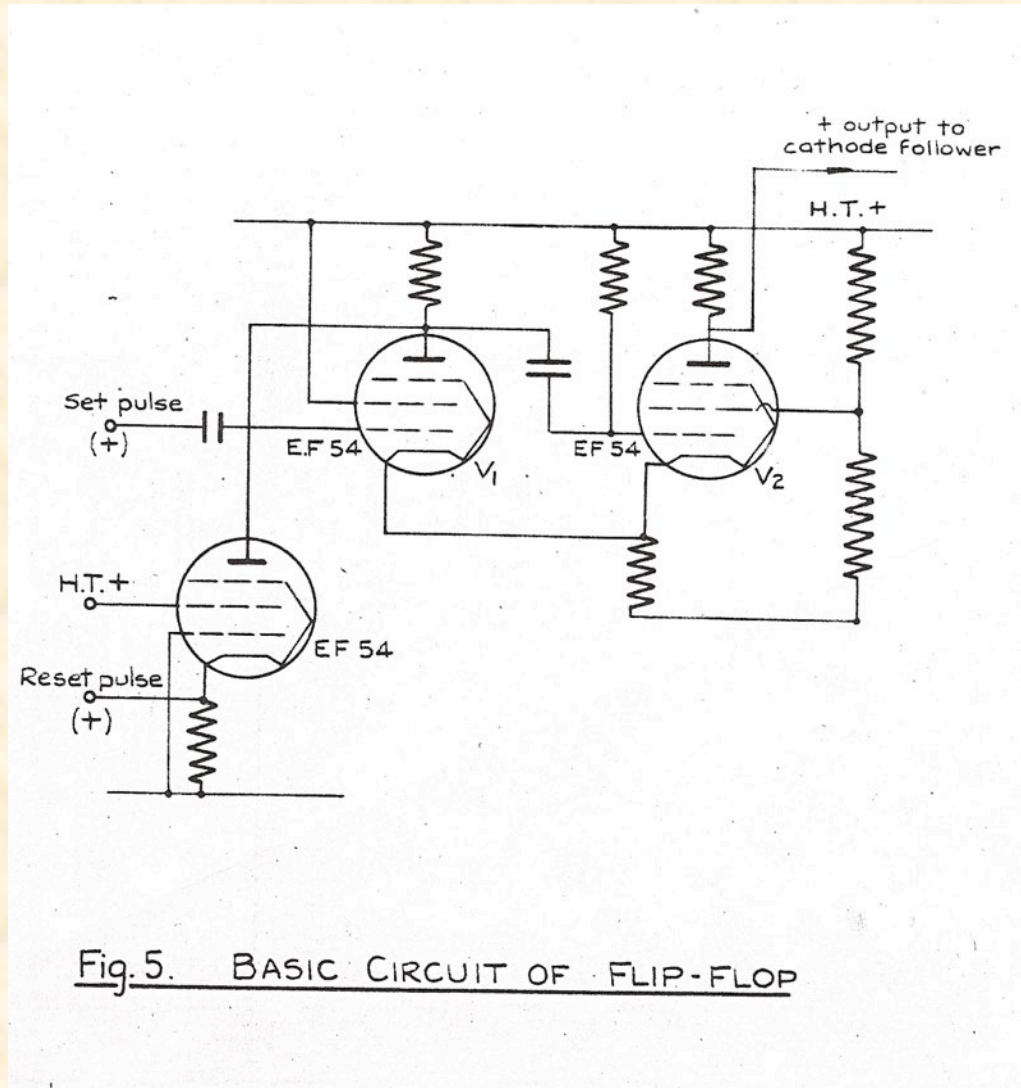 + output to
cathode follower
H.T. +
Set pulse
(+)
E.F 54
V1
EF 54
V2
H.T. +
EF 54
Reset pulse
(+)
Fig. 5. BASIC CIRCUIT OF FLIP-FLOP